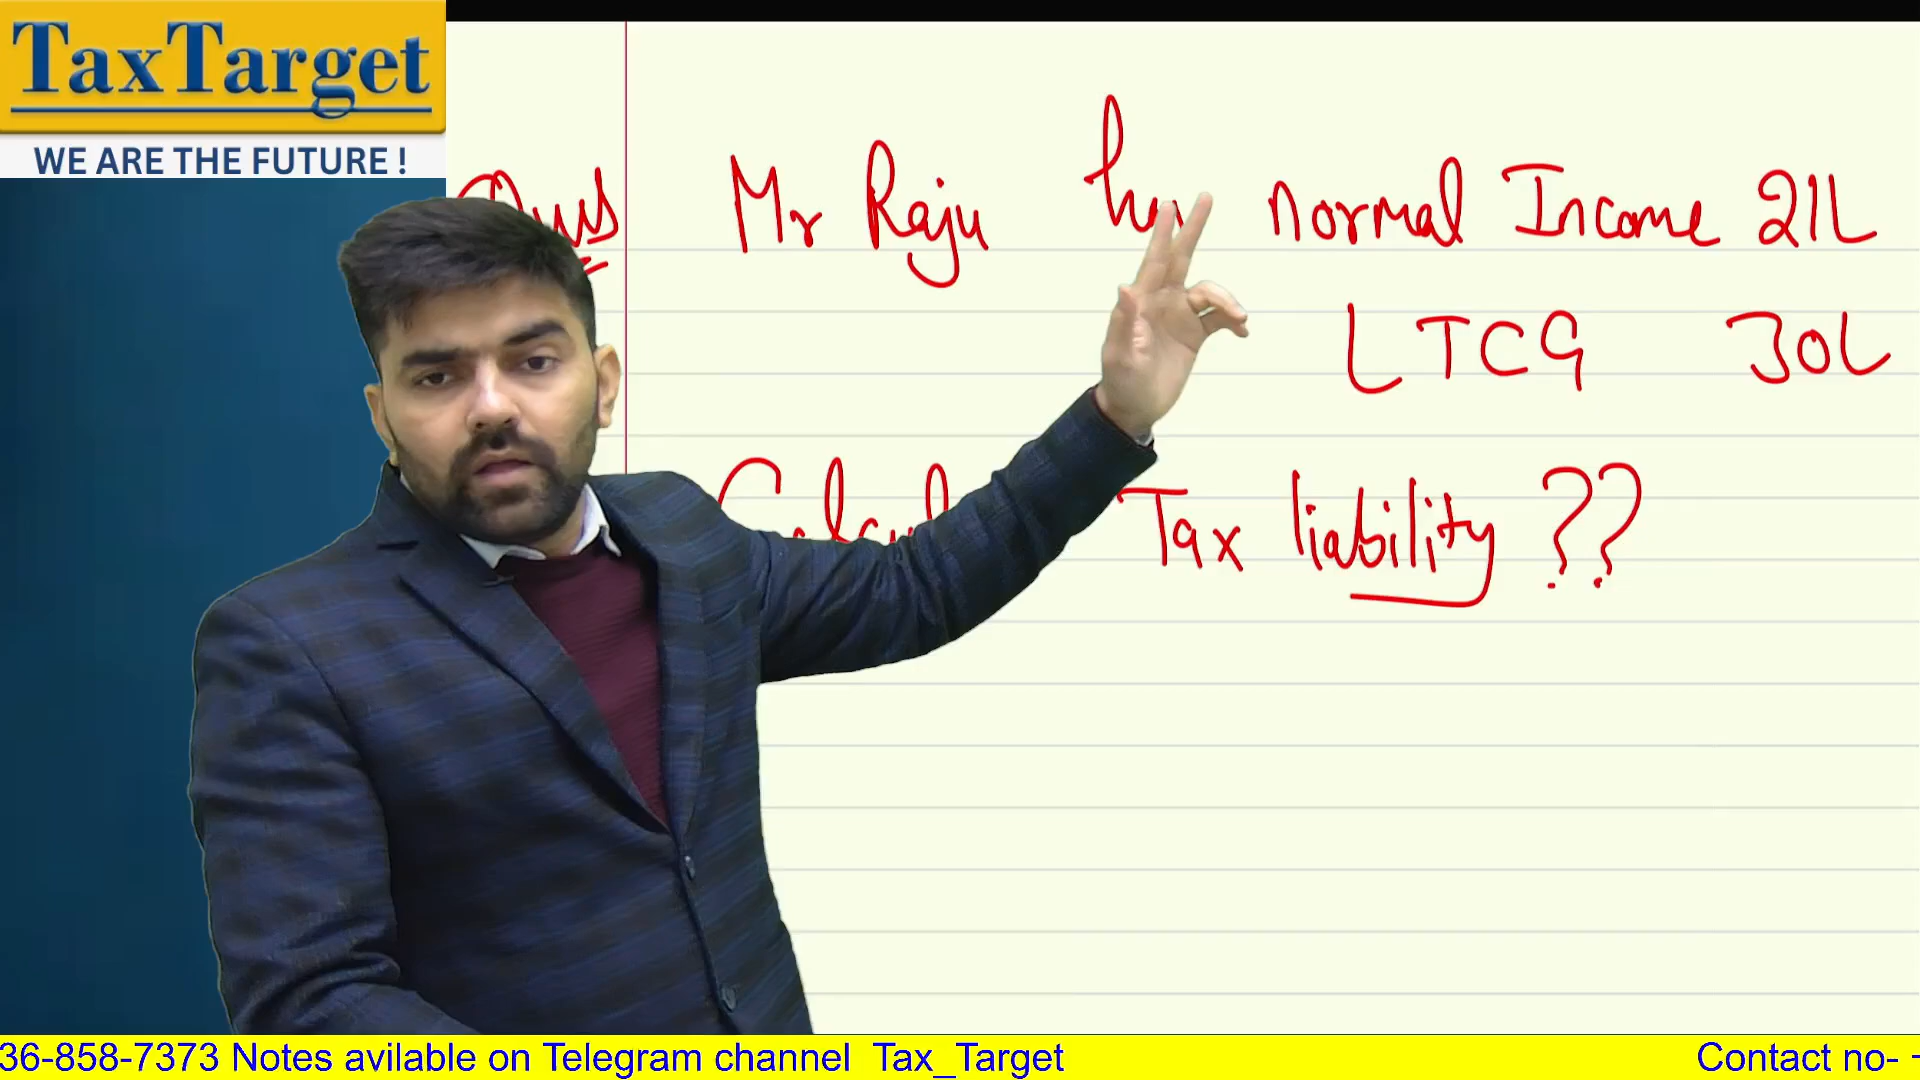 TaxTarget
WE ARE THE FUTURE !
Ques Mr Raju normal Income 21L
LTCG 30L
Tax liability ??
36-858-7373 Notes avilable on Telegram channel Tax_Target Contact no-